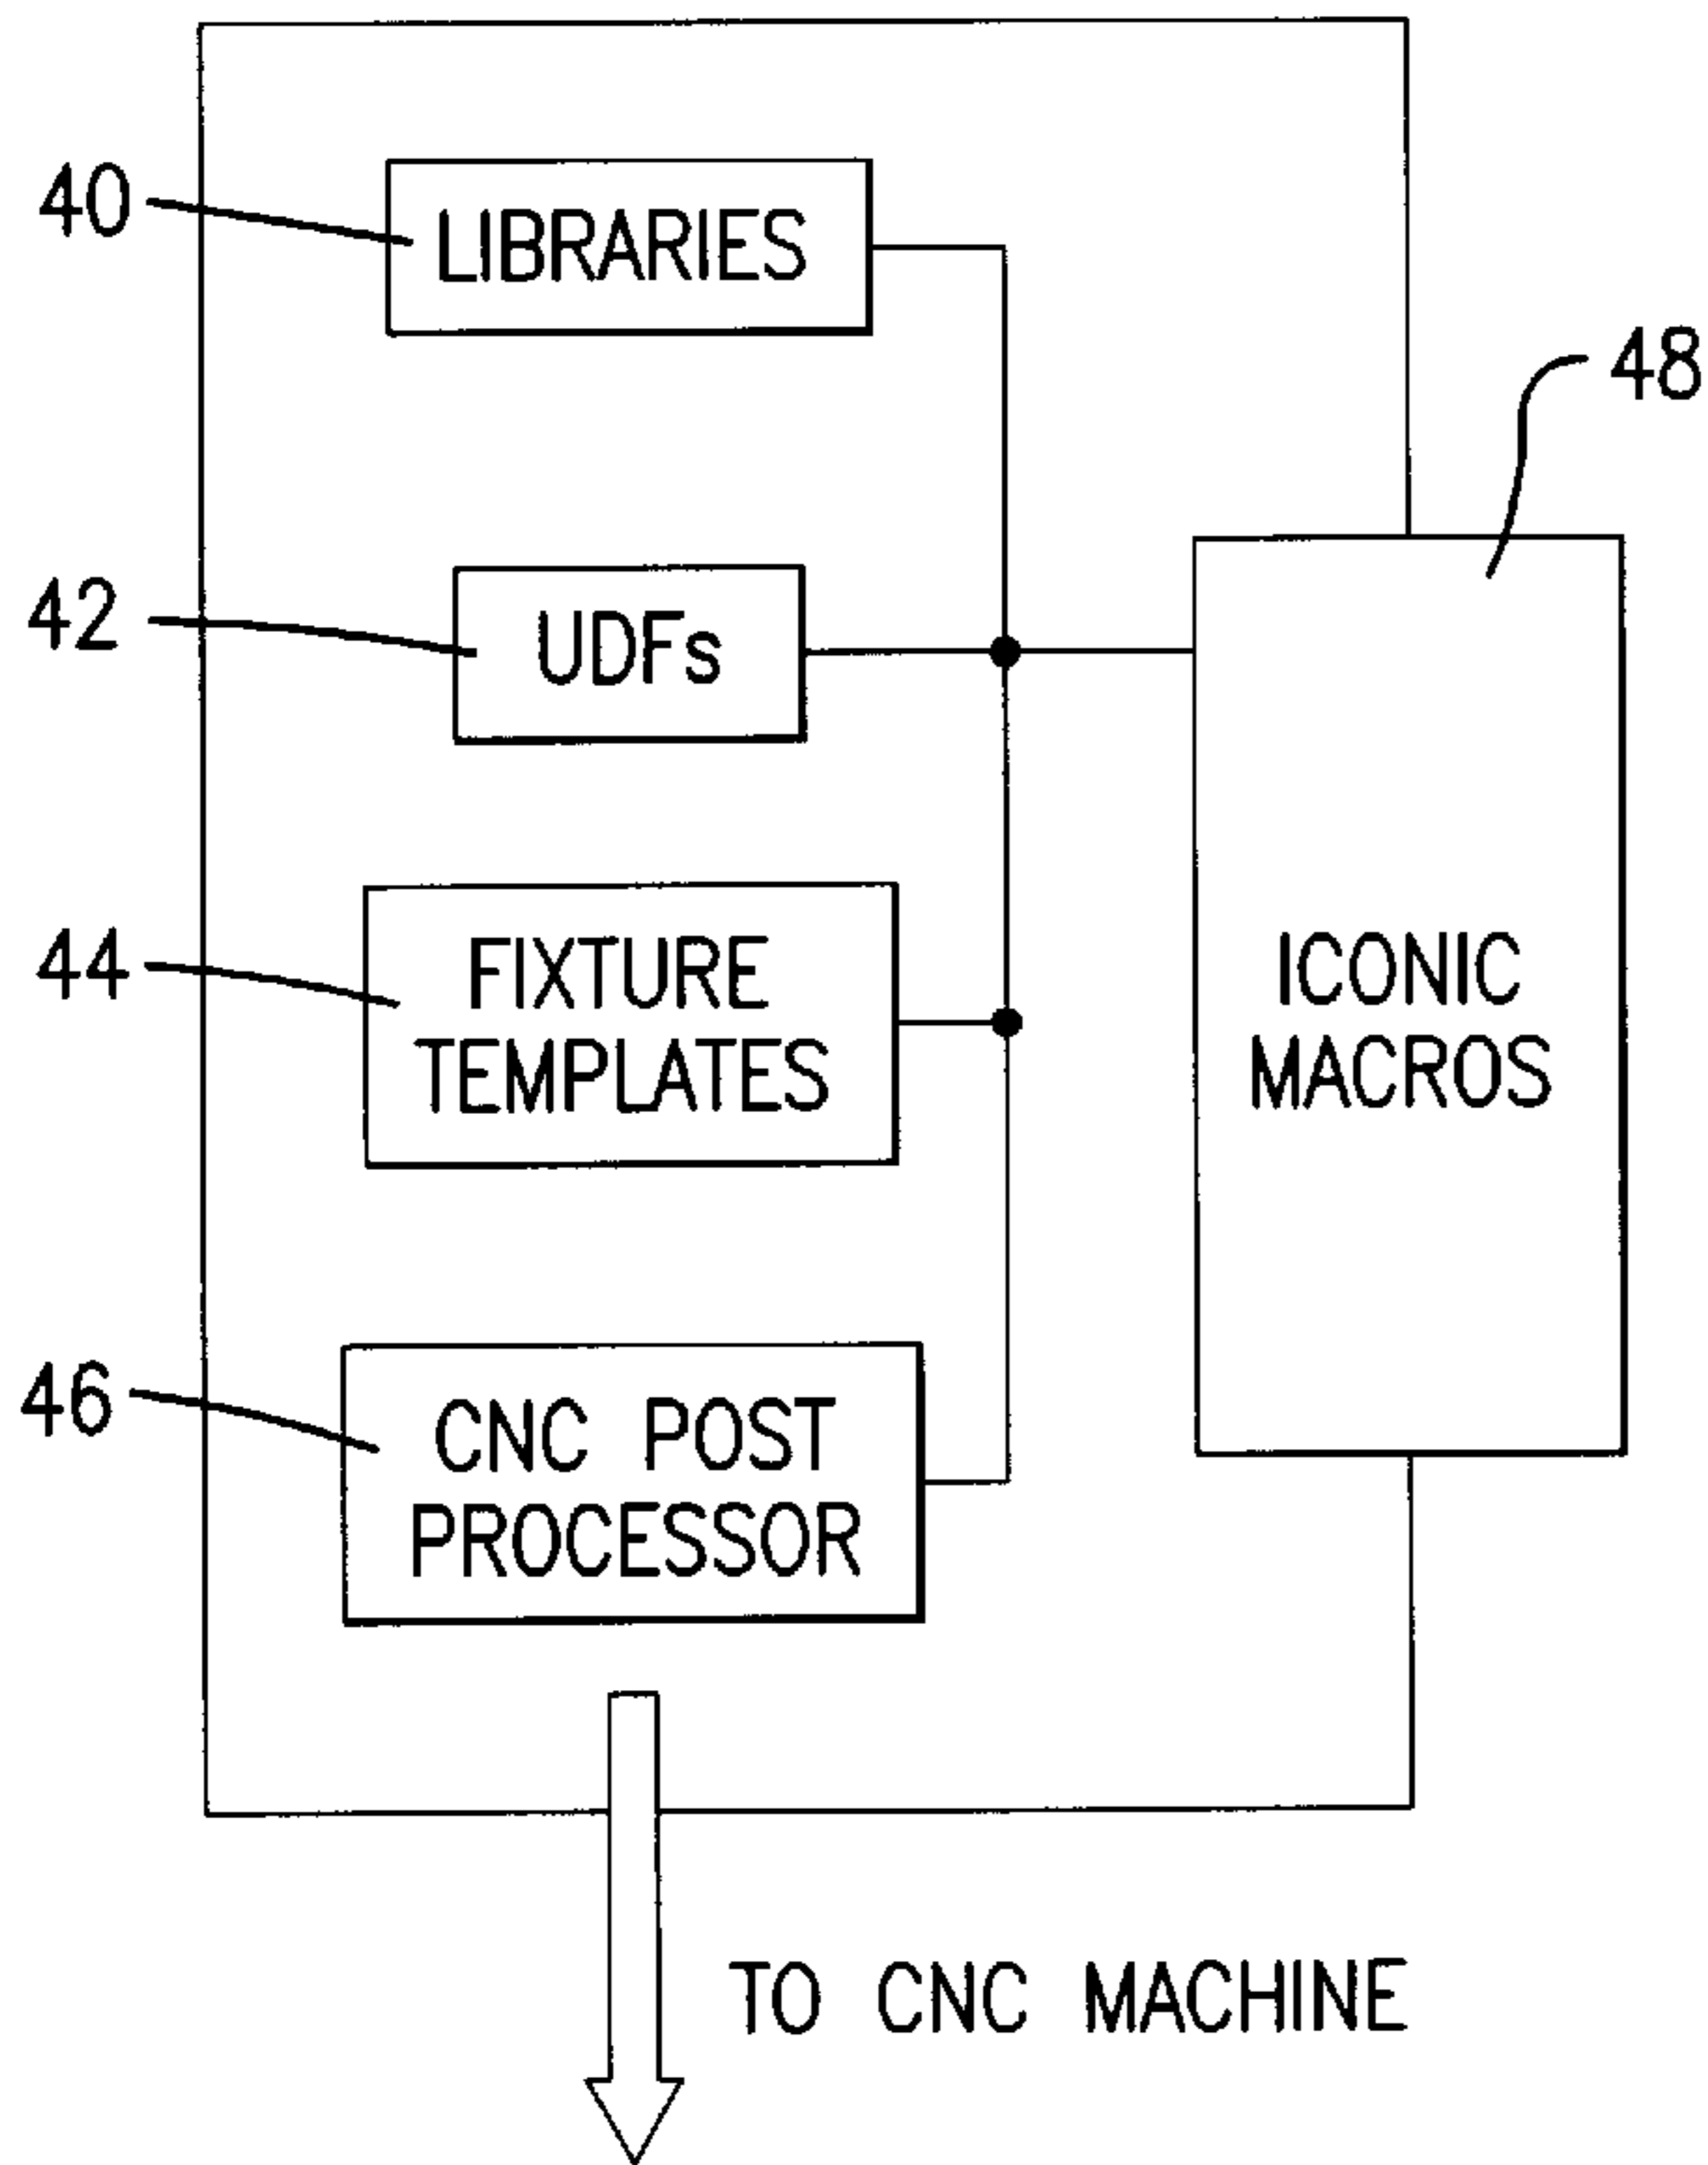 40
LIBRARIES
48
42
UDFs
44
FIXTURE
TEMPLATES
ICONIC
MACROS
46
CNC POST
PROCESSOR
TO CNC MACHINE